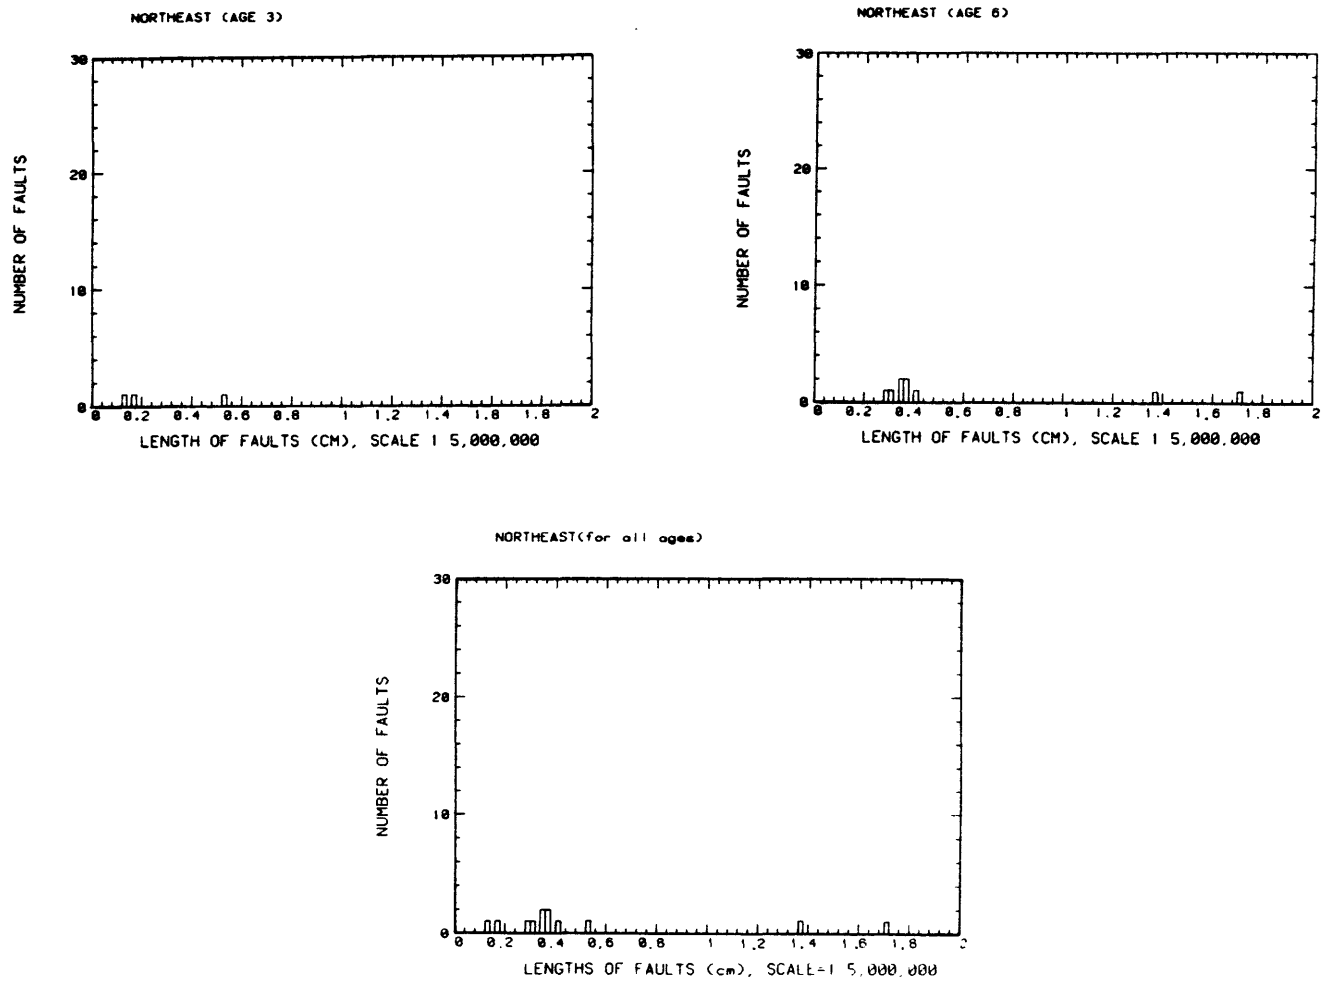 NORTHEAST (AGE 3)
30
20
10
0
NUMBER OF FAULTS
0 0.2 0.4 0.6 0.8 1 1.2 1.4 1.6 1.8 2
LENGTH OF FAULTS (CM), SCALE 1 5,000,000
NORTHEAST (AGE 6)
30
20
10
0
NUMBER OF FAULTS
0 0.2 0.4 0.6 0.8 1 1.2 1.4 1.6 1.8 2
LENGTH OF FAULTS (CM), SCALE 1 5,000,000
NORTHEAST(for all ages)
30
20
10
0
NUMBER OF FAULTS
0 0.2 0.4 0.6 0.8 1 1.2 1.4 1.6 1.8
LENGTHS OF FAULTS (cm), SCALE=1 5,000,000